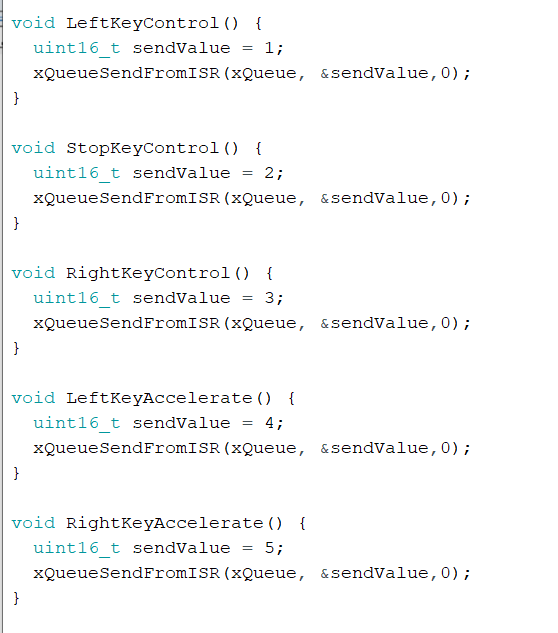 void LeftKeyControl() {
  uint16_t sendValue = 1;
  xQueueSendFromISR(xQueue, &sendValue,0);
}

void StopKeyControl() {
  uint16_t sendValue = 2;
  xQueueSendFromISR(xQueue, &sendValue,0);
}

void RightKeyControl() {
  uint16_t sendValue = 3;
  xQueueSendFromISR(xQueue, &sendValue,0);
}

void LeftKeyAccelerate() {
  uint16_t sendValue = 4;
  xQueueSendFromISR(xQueue, &sendValue,0);
}

void RightKeyAccelerate() {
  uint16_t sendValue = 5;
  xQueueSendFromISR(xQueue, &sendValue,0);
}